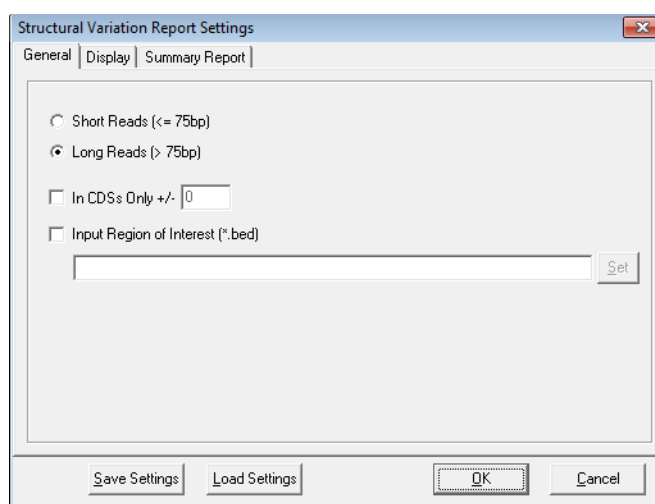 Structural Variation Report Settings
General Display Summary Report
Short Reads (<= 75bp)
Long Reads (> 75bp)
In CDSs Only +/- 0
Input Region of Interest (*.bed)
Set
Save Settings Load Settings OK Cancel